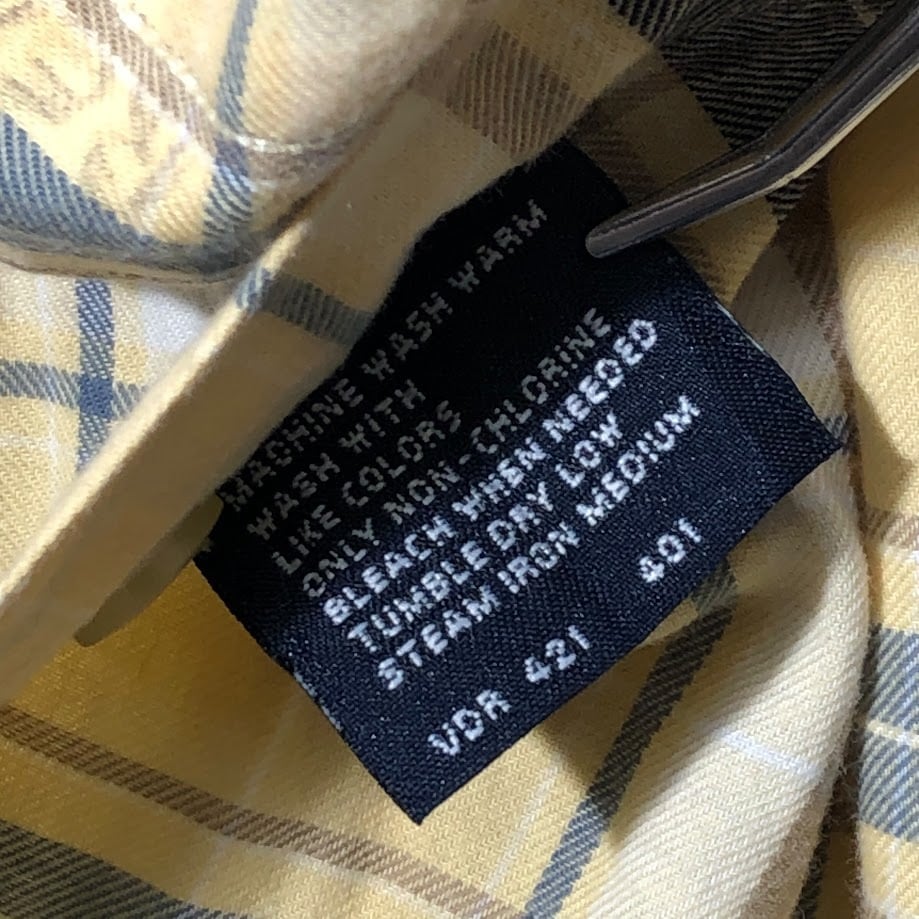 MACHINE WASH WARM
WASH WITH
LIKE COLORS
ONLY NON-CHLORINE
BLEACH WHEN NEEDED
TUMBLE DRY LOW
STEAM IRON MEDIUM
VDR 421 401